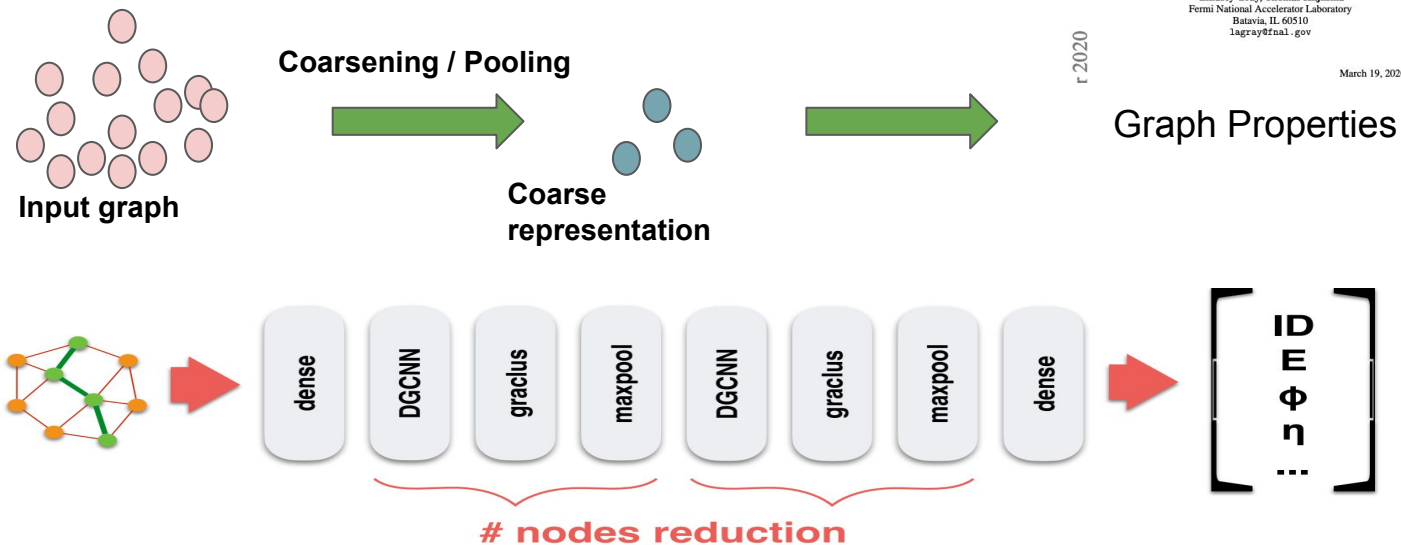 Fermi National Accelerator Laboratory
Batavia, IL 60510
lagray@fnal.gov
r 2020
March 19, 202
Coarsening / Pooling
Graph Properties
Input graph
Coarse
representation
dense
DGCNN
graclus
maxpool
DGCNN
graclus
maxpool
dense
ID
E
Φ
η
...
# nodes reduction